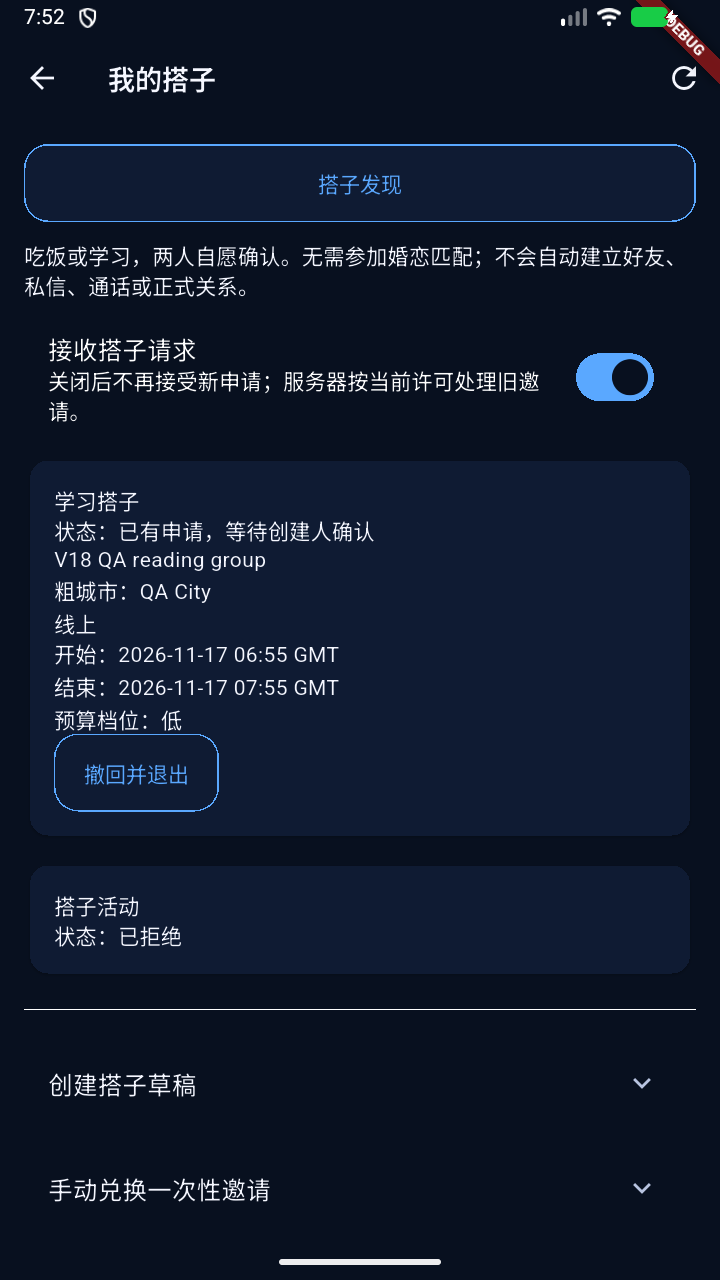 7:52
DEBUG
我的搭子
搭子发现
吃饭或学习，两人自愿确认。无需参加婚恋匹配；不会自动建立好友、
私信、通话或正式关系。
接收搭子请求
关闭后不再接受新申请；服务器按当前许可处理旧邀
请。
学习搭子
状态：已有申请，等待创建人确认
V18 QA reading group
粗城市：QA City
线上
开始：2026-11-17 06:55 GMT
结束：2026-11-17 07:55 GMT
预算档位：低
撤回并退出
搭子活动
状态：已拒绝
创建搭子草稿
手动兑换一次性邀请